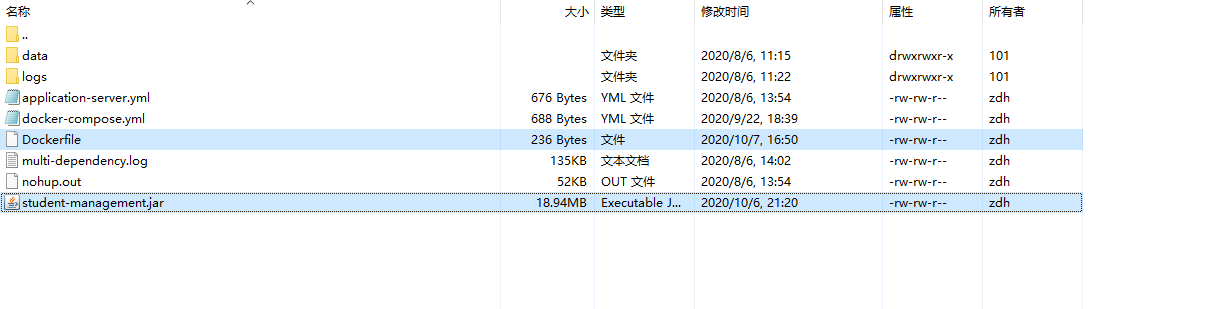 名称 大小 类型 修改时间 属性 所有者
..
data 文件夹 2020/8/6, 11:15 drwxrwxr-x 101
logs 文件夹 2020/8/6, 11:22 drwxrwxr-x 101
application-server.yml 676 Bytes YML 文件 2020/8/6, 13:54 -rw-rw-r-- zdh
docker-compose.yml 688 Bytes YML 文件 2020/9/22, 18:39 -rw-rw-r-- zdh
Dockerfile 236 Bytes 文件 2020/10/7, 16:50 -rw-rw-r-- zdh
multi-dependency.log 135KB 文本文档 2020/8/6, 14:02 -rw-rw-r-- zdh
nohup.out 52KB OUT 文件 2020/8/6, 13:54 -rw-rw-r-- zdh
student-management.jar 18.94MB Executable J... 2020/10/6, 21:20 -rw-rw-r-- zdh